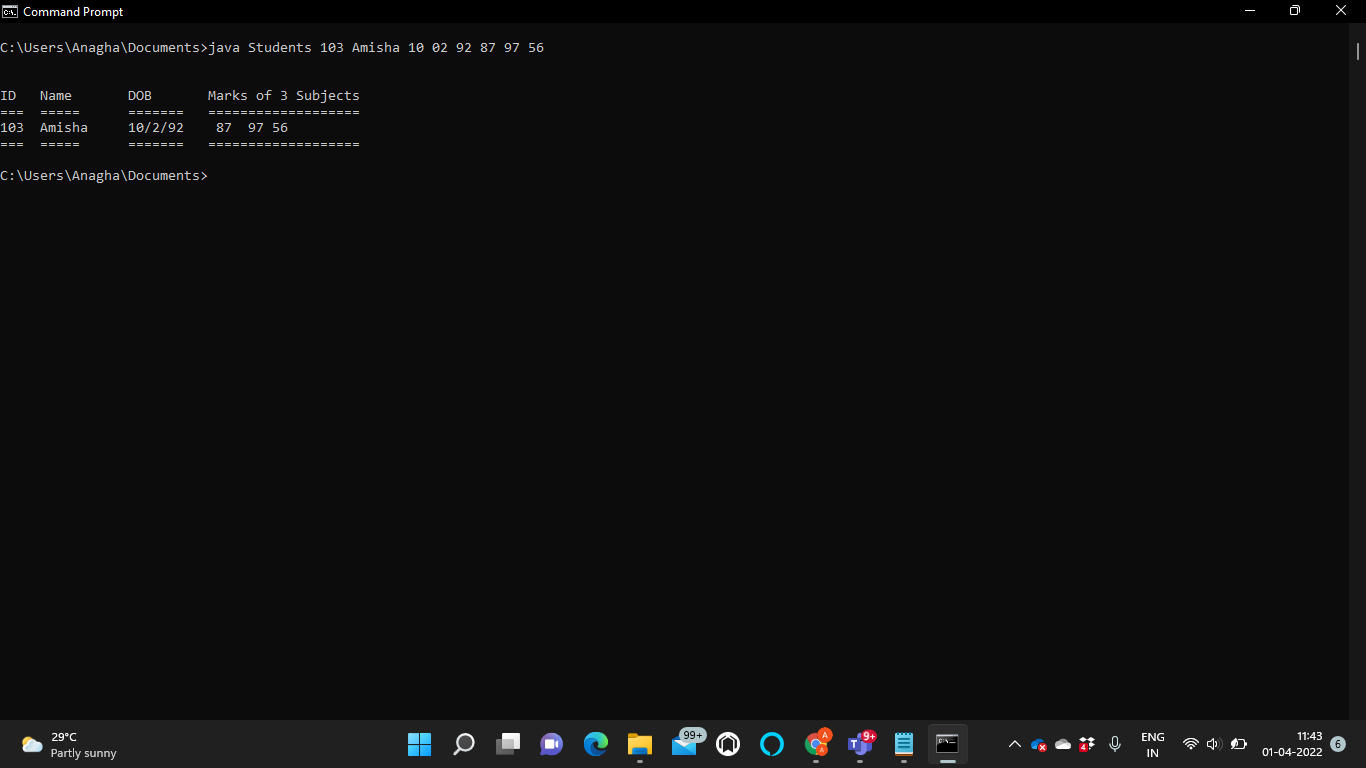 Command Prompt
C:\Users\Anagha\Documents>java Students 103 Amisha 10 02 92 87 97 56
ID   Name       DOB      Marks of 3 Subjects
===  =====      =======  ===================
103  Amisha     10/2/92   87  97 56
===  =====      =======  ===================
C:\Users\Anagha\Documents>
29°C
Partly sunny
99+
A
A
9+
4
ENG
IN
11:43
01-04-2022
6